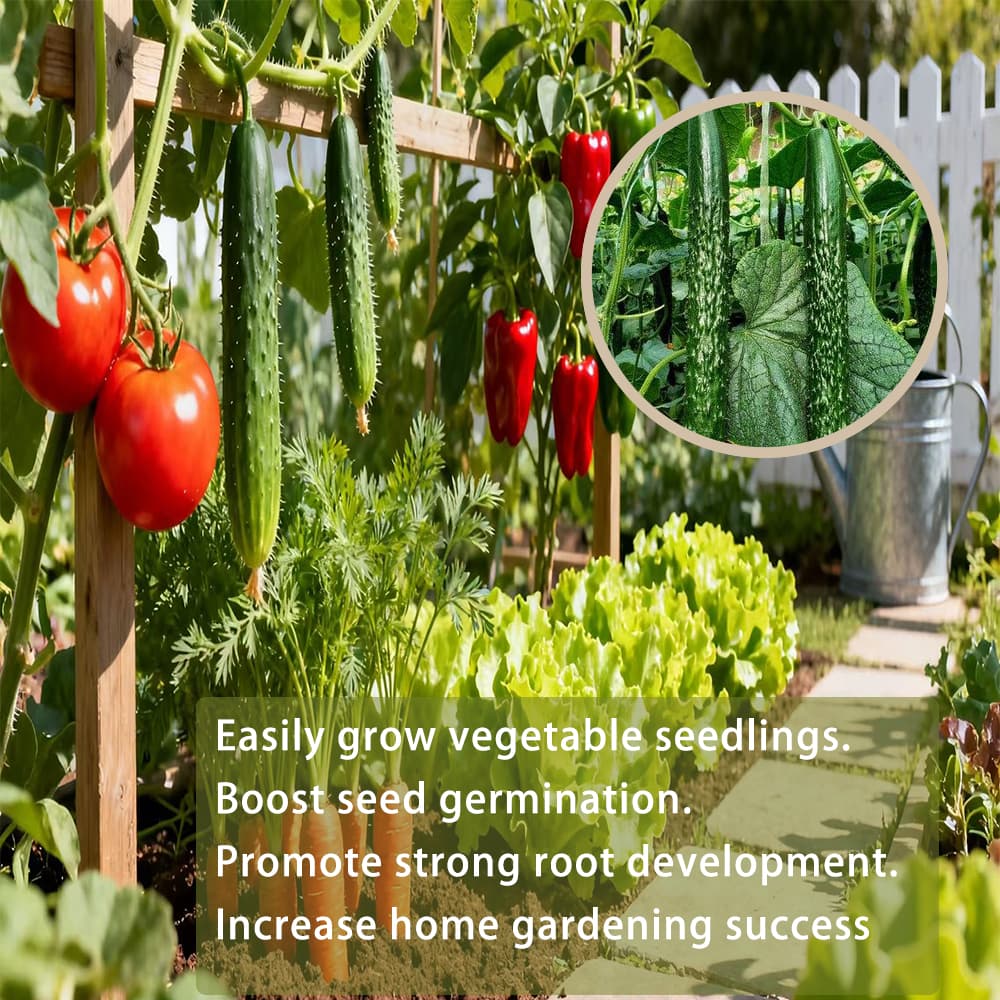 Easily grow vegetable seedlings.
Boost seed germination.
Promote strong root development.
Increase home gardening success